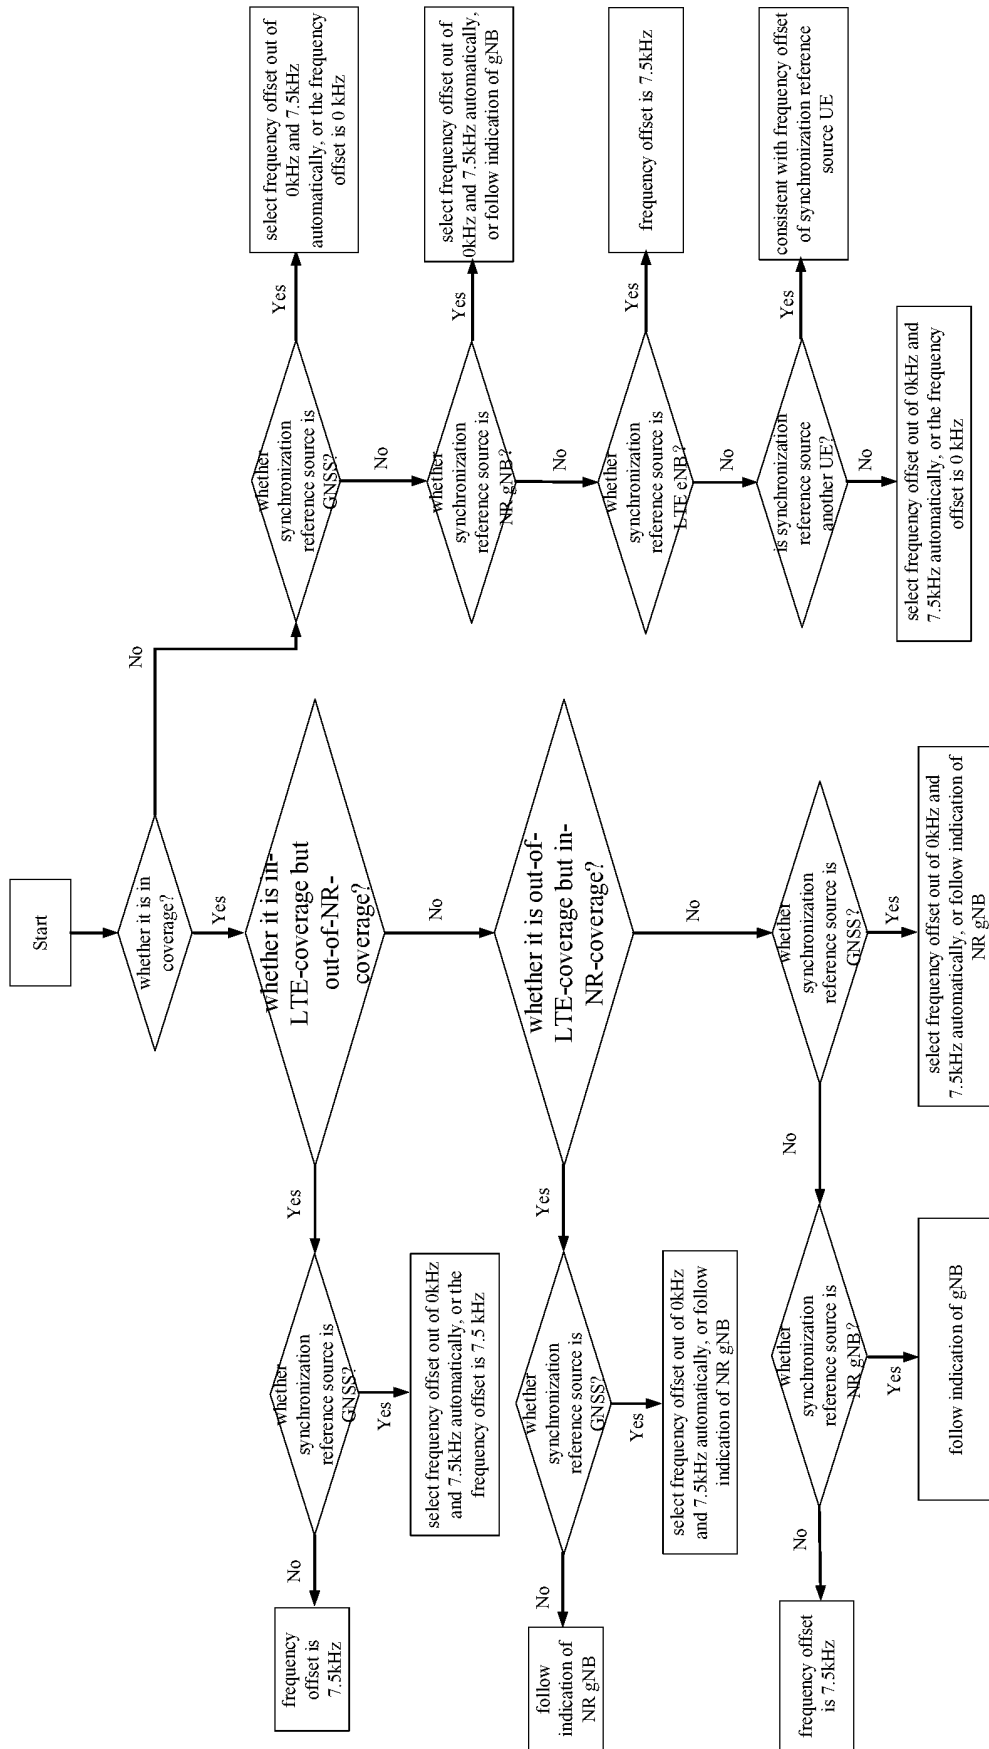 Start
whether it is in
coverage?
No
Yes
whether it is in-
LTE-coverage but
out-of-NR-
coverage?
Yes
No
whether
synchronization
reference source is
GNSS?
No
Yes
frequency
offset is
7.5kHz
select frequency offset out of 0kHz
and 7.5kHz automatically, or the
frequency offset is 7.5 kHz
whether it is out-of-
LTE-coverage but in-
NR-coverage?
Yes
No
whether
synchronization
reference source is
GNSS?
No
Yes
follow
indication of
NR gNB
select frequency offset out of 0kHz
and 7.5kHz automatically, or follow
indication of NR gNB
whether
synchronization
reference source is
GNSS?
No
Yes
select frequency offset out of 0kHz and
7.5kHz automatically, or follow indication of
NR gNB
whether
synchronization
reference source is
NR gNB?
No
Yes
frequency offset
is 7.5kHz
follow indication of gNB
whether
synchronization
reference source is
GNSS?
Yes
No
select frequency offset out of
0kHz and 7.5kHz
automatically, or the frequency
offset is 0 kHz
whether
synchronization
reference source is
NR gNB?
Yes
No
select frequency offset out of
0kHz and 7.5kHz automatically,
or follow indication of gNB
whether
synchronization
reference source is
LTE eNB?
Yes
No
frequency offset is 7.5kHz
is synchronization
reference source
another UE?
Yes
No
consistent with frequency offset
of synchronization reference
source UE
select frequency offset out of 0kHz and
7.5kHz automatically, or the frequency
offset is 0 kHz